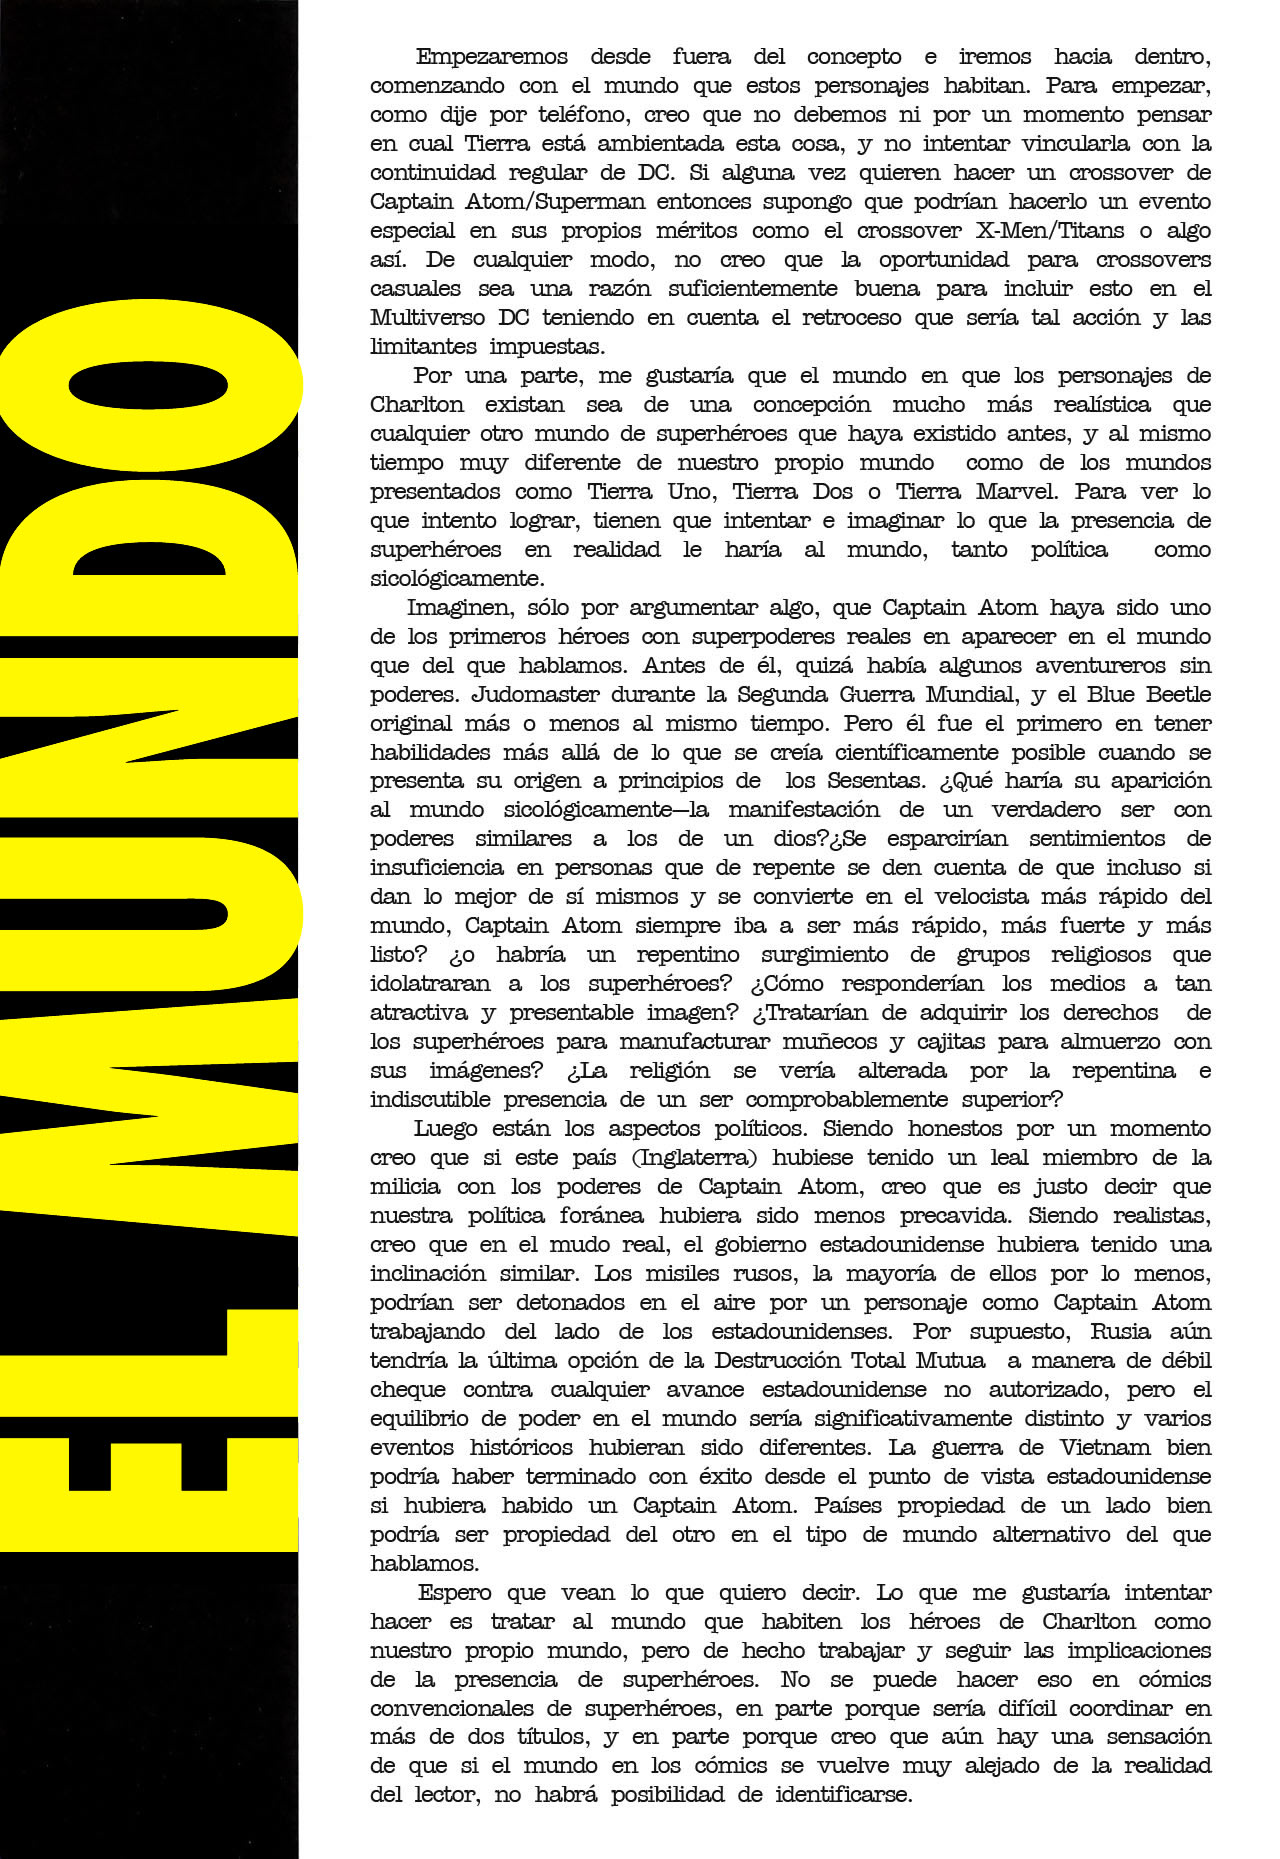 EL MUNDO
Empezaremos desde fuera del concepto e iremos hacia dentro,
comenzando con el mundo que estos personajes habitan. Para empezar,
como dije por teléfono, creo que no debemos ni por un momento pensar
en cual Tierra está ambientada esta cosa, y no intentar vincularla con la
continuidad regular de DC. Si alguna vez quieren hacer un crossover de
Captain Atom/Superman entonces supongo que podrían hacerlo un evento
especial en sus propios méritos como el crossover X-Men/Titans o algo
así. De cualquier modo, no creo que la oportunidad para crossovers
casuales sea una razón suficientemente buena para incluir esto en el
Multiverso DC teniendo en cuenta el retroceso que sería tal acción y las
limitantes impuestas.
Por una parte, me gustaría que el mundo en que los personajes de
Charlton existan sea de una concepción mucho más realística que
cualquier otro mundo de superhéroes que haya existido antes, y al mismo
tiempo muy diferente de nuestro propio mundo como de los mundos
presentados como Tierra Uno, Tierra Dos o Tierra Marvel. Para ver lo
que intento lograr, tienen que intentar e imaginar lo que la presencia de
superhéroes en realidad le haría al mundo, tanto política como
sicológicamente.
Imaginen, sólo por argumentar algo, que Captain Atom haya sido uno
de los primeros héroes con superpoderes reales en aparecer en el mundo
que del que hablamos. Antes de él, quizá había algunos aventureros sin
poderes. Judomaster durante la Segunda Guerra Mundial, y el Blue Beetle
original más o menos al mismo tiempo. Pero él fue el primero en tener
habilidades más allá de lo que se creía científicamente posible cuando se
presenta su origen a principios de los Sesentas. ¿Qué haría su aparición
al mundo sicológicamente—la manifestación de un verdadero ser con
poderes similares a los de un dios?¿Se esparcirían sentimientos de
insuficiencia en personas que de repente se den cuenta de que incluso si
dan lo mejor de sí mismos y se convierte en el velocista más rápido del
mundo, Captain Atom siempre iba a ser más rápido, más fuerte y más
listo? ¿o habría un repentino surgimiento de grupos religiosos que
idolatraran a los superhéroes? ¿Cómo responderían los medios a tan
atractiva y presentable imagen? ¿Tratarían de adquirir los derechos de
los superhéroes para manufacturar muñecos y cajitas para almuerzo con
sus imágenes? ¿La religión se vería alterada por la repentina e
indiscutible presencia de un ser comprobablemente superior?
Luego están los aspectos políticos. Siendo honestos por un momento
creo que si este país (Inglaterra) hubiese tenido un leal miembro de la
milicia con los poderes de Captain Atom, creo que es justo decir que
nuestra política foránea hubiera sido menos precavida. Siendo realistas,
creo que en el mudo real, el gobierno estadounidense hubiera tenido una
inclinación similar. Los misiles rusos, la mayoría de ellos por lo menos,
podrían ser detonados en el aire por un personaje como Captain Atom
trabajando del lado de los estadounidenses. Por supuesto, Rusia aún
tendría la última opción de la Destrucción Total Mutua a manera de débil
cheque contra cualquier avance estadounidense no autorizado, pero el
equilibrio de poder en el mundo sería significativamente distinto y varios
eventos históricos hubieran sido diferentes. La guerra de Vietnam bien
podría haber terminado con éxito desde el punto de vista estadounidense
si hubiera habido un Captain Atom. Países propiedad de un lado bien
podría ser propiedad del otro en el tipo de mundo alternativo del que
hablamos.
Espero que vean lo que quiero decir. Lo que me gustaría intentar
hacer es tratar al mundo que habiten los héroes de Charlton como
nuestro propio mundo, pero de hecho trabajar y seguir las implicaciones
de la presencia de superhéroes. No se puede hacer eso en cómics
convencionales de superhéroes, en parte porque sería difícil coordinar en
más de dos títulos, y en parte porque creo que aún hay una sensación
de que si el mundo en los cómics se vuelve muy alejado de la realidad
del lector, no habrá posibilidad de identificarse.